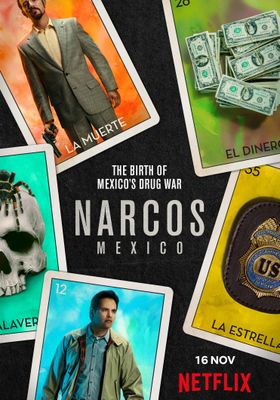 28
LA MUERTE
EL DINERO
THE BIRTH OF
MEXICO'S DRUG WAR
NARCOS
MEXICO
CALAVER
35
US
LA ESTRELLA
12
16 NOV
NETFLIX